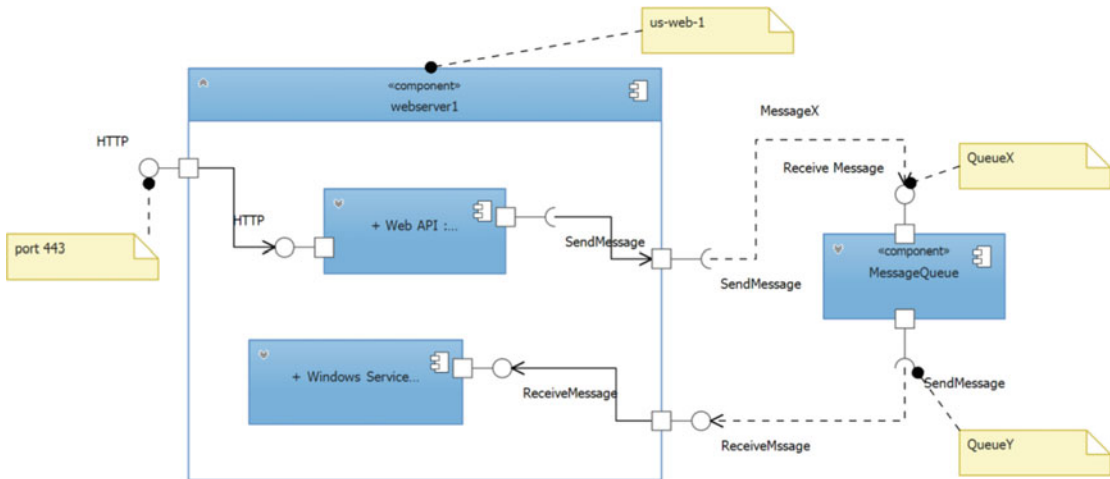 us-web-1
«component»
webserver1
MessageX
HTTP
Receive Message
QueueX
HTTP
+ Web API :...
port 443
SendMessage
«component»
MessageQueue
SendMessage
+ Windows Service...
ReceiveMessage
SendMessage
ReceiveMssage
QueueY